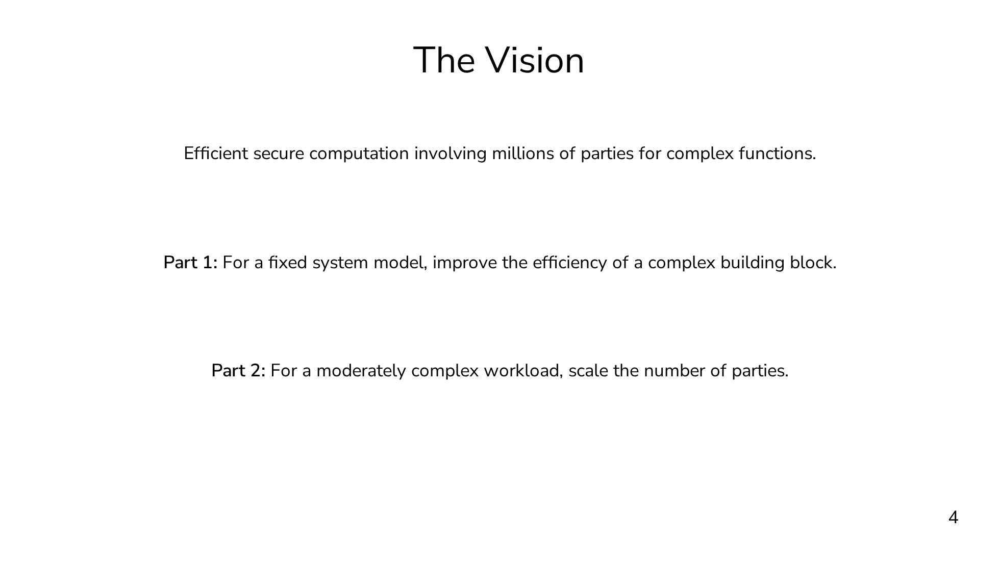 The Vision
Efficient secure computation involving millions of parties for complex functions.
Part 1: For a fixed system model, improve the efficiency of a complex building block.
Part 2: For a moderately complex workload, scale the number of parties.
4